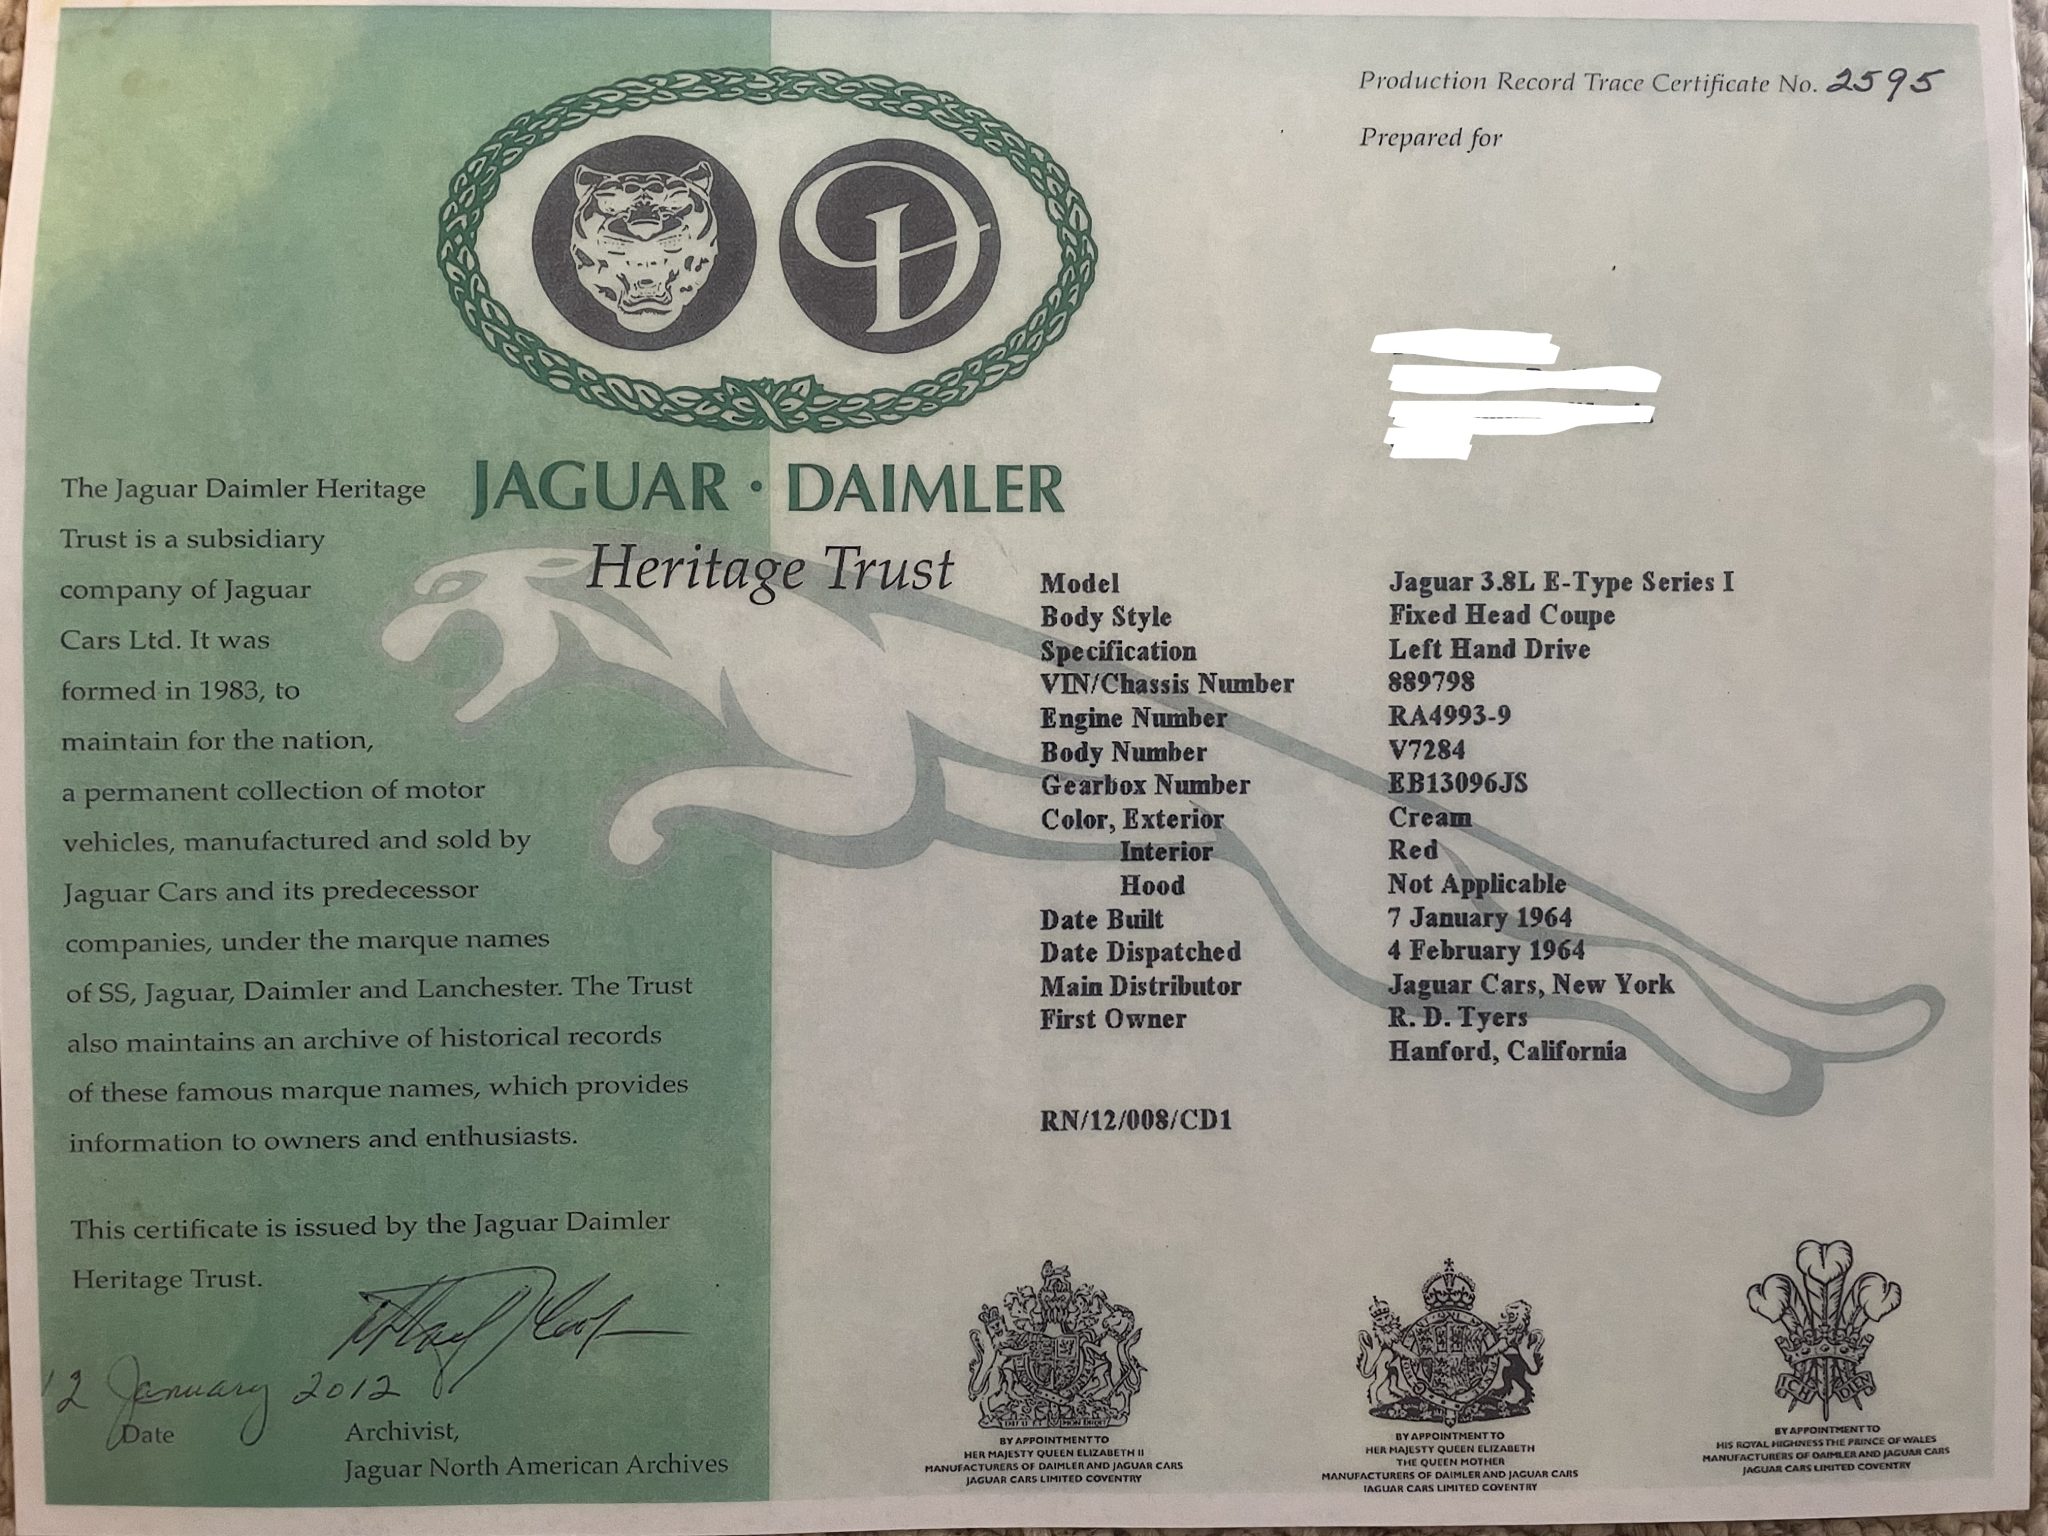 Production Record Trace Certificate No. 2595
Prepared for
JAGUAR · DAIMLER
Heritage Trust
The Jaguar Daimler Heritage
Trust is a subsidiary
company of Jaguar
Cars Ltd. It was
formed in 1983, to
maintain for the nation,
a permanent collection of motor
vehicles, manufactured and sold by
Jaguar Cars and its predecessor
companies, under the marque names
of SS, Jaguar, Daimler and Lanchester. The Trust
also maintains an archive of historical records
of these famous marque names, which provides
information to owners and enthusiasts.
This certificate is issued by the Jaguar Daimler
Heritage Trust.
12 January 2012
Date
Archivist,
Jaguar North American Archives
Model Jaguar 3.8L E-Type Series I
Body Style Fixed Head Coupe
Specification Left Hand Drive
VIN/Chassis Number 889798
Engine Number RA4993-9
Body Number V7284
Gearbox Number EB13096JS
Color, Exterior Cream
Interior Red
Hood Not Applicable
Date Built 7 January 1964
Date Dispatched 4 February 1964
Main Distributor Jaguar Cars, New York
First Owner R. D. Tyers
Hanford, California
RN/12/008/CD1
BY APPOINTMENT TO
HER MAJESTY QUEEN ELIZABETH II
MANUFACTURERS OF DAIMLER AND JAGUAR CARS
JAGUAR CARS LIMITED COVENTRY
BY APPOINTMENT TO
HER MAJESTY QUEEN ELIZABETH
THE QUEEN MOTHER
MANUFACTURERS OF DAIMLER AND JAGUAR CARS
JAGUAR CARS LIMITED COVENTRY
BY APPOINTMENT TO
HIS ROYAL HIGHNESS THE PRINCE OF WALES
MANUFACTURERS OF DAIMLER AND JAGUAR CARS
JAGUAR CARS LIMITED COVENTRY